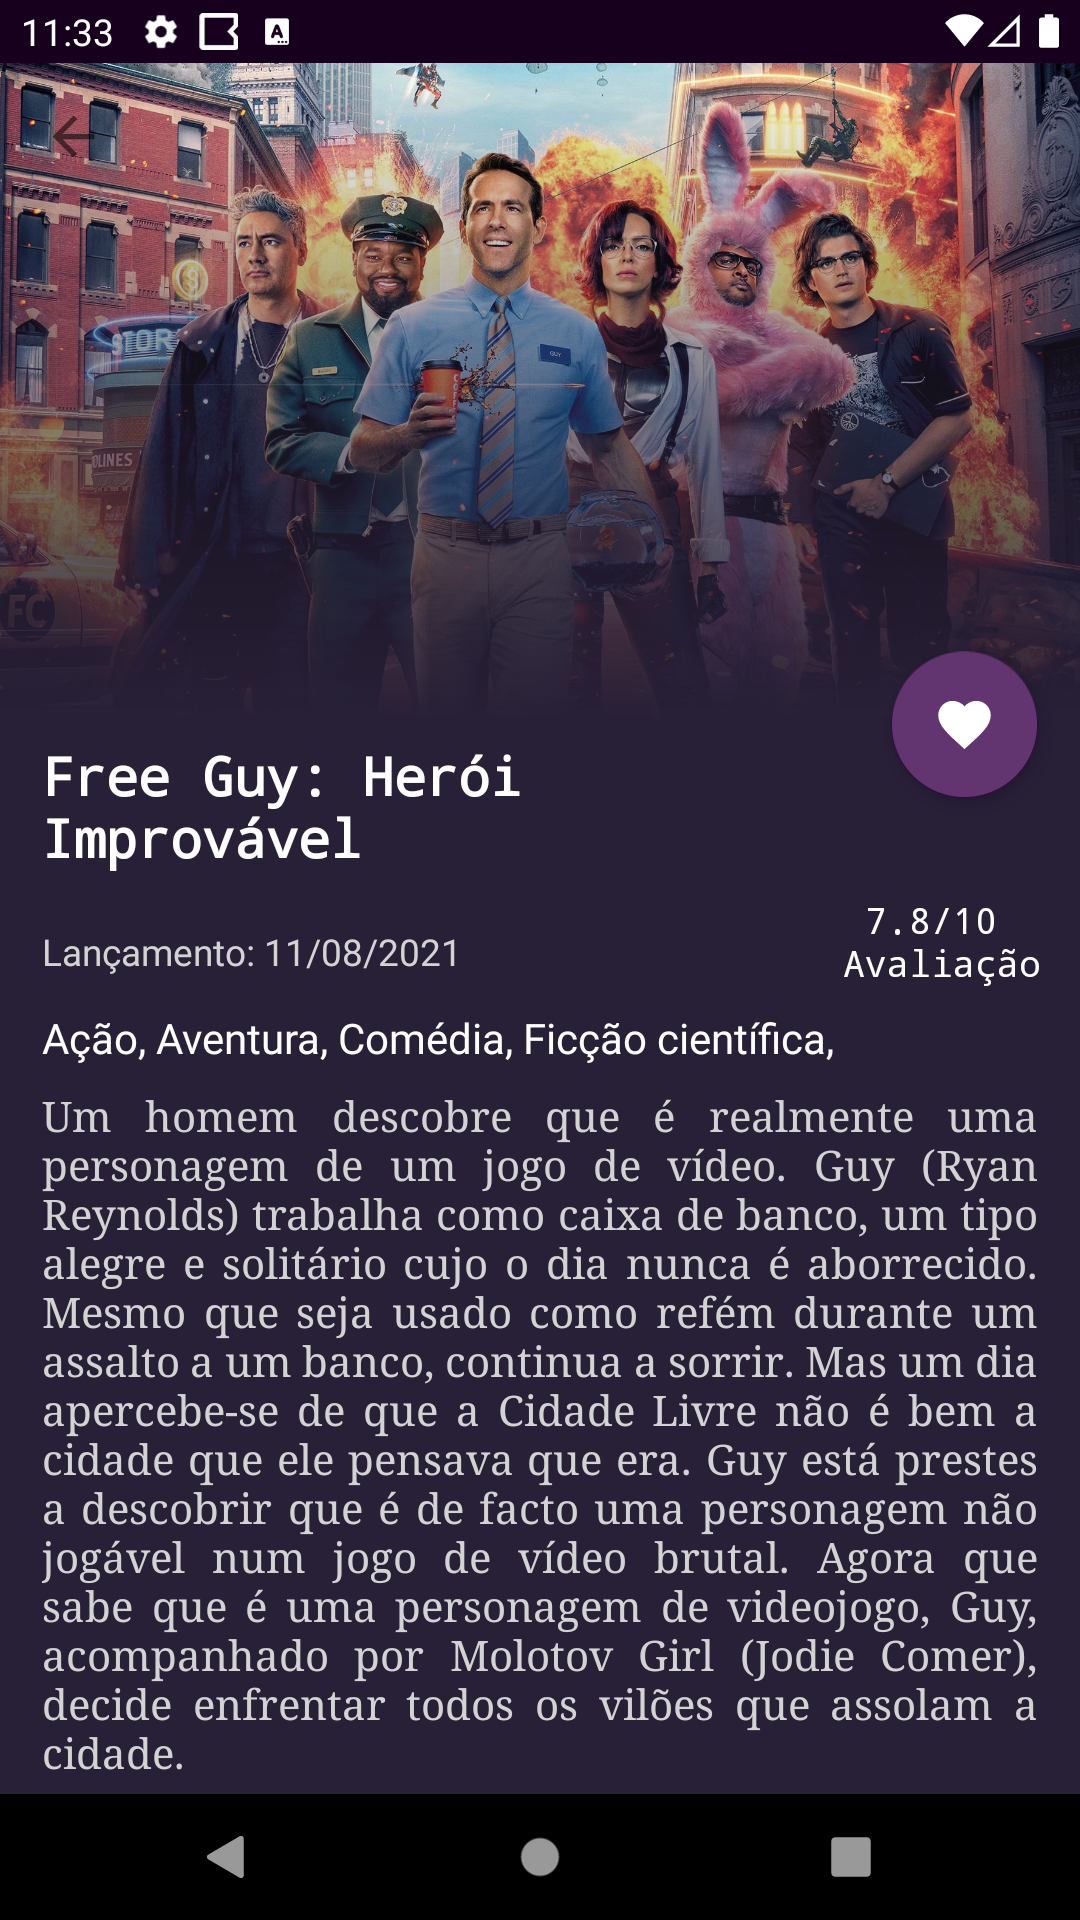 11:33
A
STOR
DLINES
GUY
FC
Free Guy: Herói
Improvável
7.8/10
Avaliação
Lançamento: 11/08/2021
Ação, Aventura, Comédia, Ficção científica,
Um homem descobre que é realmente uma
personagem de um jogo de vídeo. Guy (Ryan
Reynolds) trabalha como caixa de banco, um tipo
alegre e solitário cujo o dia nunca é aborrecido.
Mesmo que seja usado como refém durante um
assalto a um banco, continua a sorrir. Mas um dia
apercebe-se de que a Cidade Livre não é bem a
cidade que ele pensava que era. Guy está prestes
a descobrir que é de facto uma personagem não
jogável num jogo de vídeo brutal. Agora que
sabe que é uma personagem de videojogo, Guy,
acompanhado por Molotov Girl (Jodie Comer),
decide enfrentar todos os vilões que assolam a
cidade.